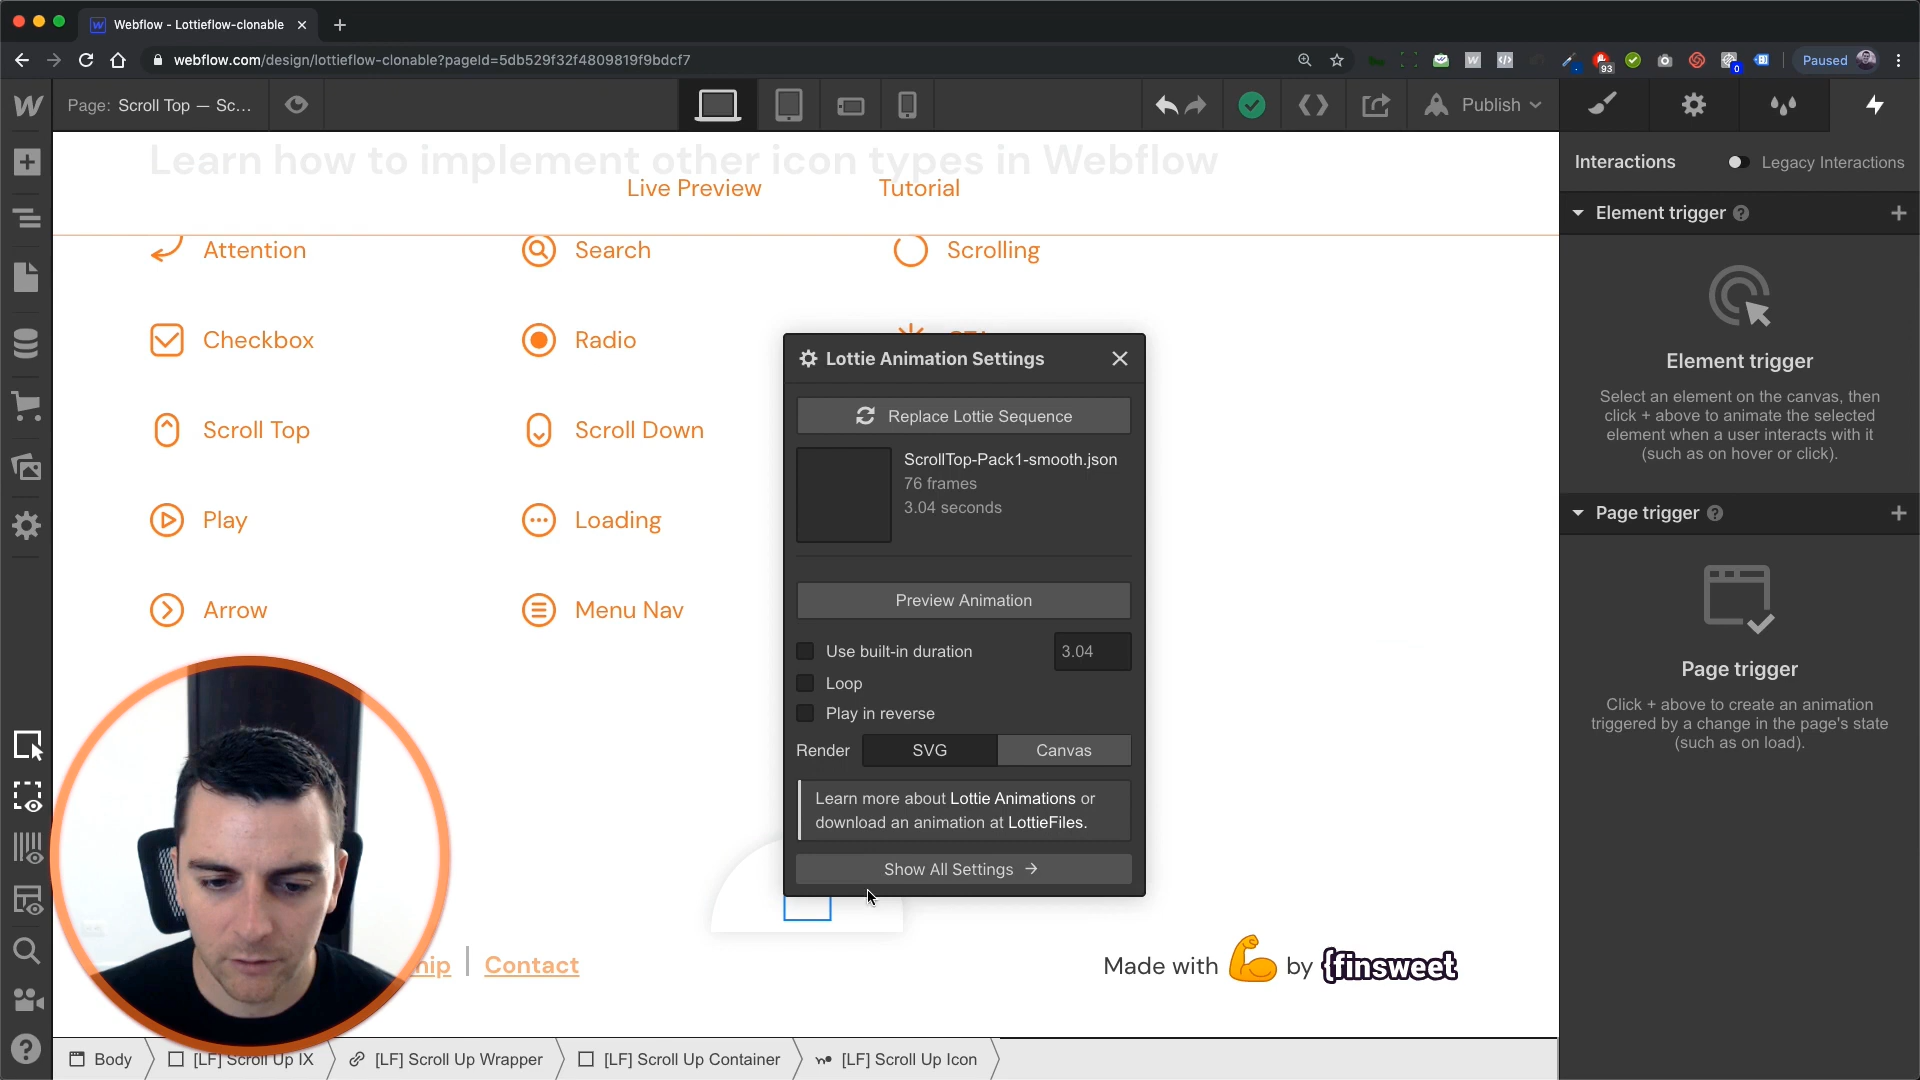 Webflow - Lottieflow-clonable
webflow.com/design/lottieflow-clonable?pageId=5db529f32f4809819f9bdcf7
93
0
Paused
Page: Scroll Top — Sc...
Publish
Learn how to implement other icon types in Webflow
Live Preview
Tutorial
Interactions
Legacy Interactions
Element trigger
Element trigger
Select an element on the canvas, then
click + above to animate the selected
element when a user interacts with it
(such as on hover or click).
Page trigger
Page trigger
Click + above to create an animation
triggered by a change in the page's state
(such as on load).
Attention
Search
Scrolling
Checkbox
Radio
Scroll Top
Scroll Down
Play
Loading
Arrow
Menu Nav
Lottie Animation Settings
Replace Lottie Sequence
ScrollTop-Pack1-smooth.json
76 frames
3.04 seconds
Preview Animation
Use built-in duration
3.04
Loop
Play in reverse
Render
SVG
Canvas
Learn more about Lottie Animations or
download an animation at LottieFiles.
Show All Settings →
Contact
Made with 💪 by {finsweet
Body
[LF] Scroll Up IX
[LF] Scroll Up Wrapper
[LF] Scroll Up Container
[LF] Scroll Up Icon